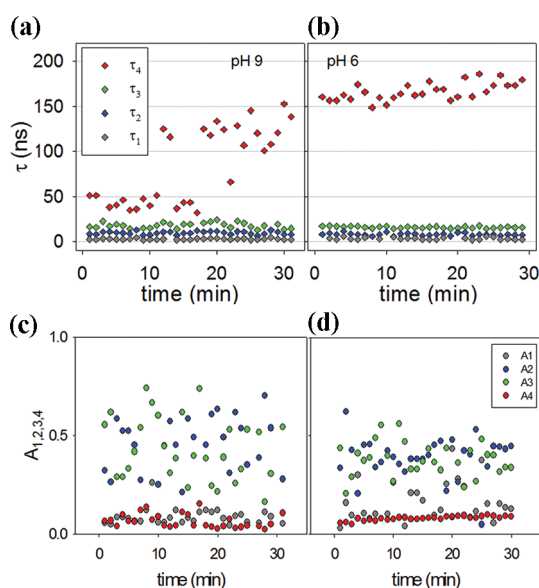 (a)
(b)
200
150
100
50
0
τ (ns)
τ4
τ3
τ2
τ1
pH 9
pH 6
0 10 20 30
0 10 20 30
time (min)
time (min)
(c)
(d)
1.0
0.5
0.0
A1,2,3,4
A1
A2
A3
A4
0 10 20 30
0 10 20 30
time (min)
time (min)